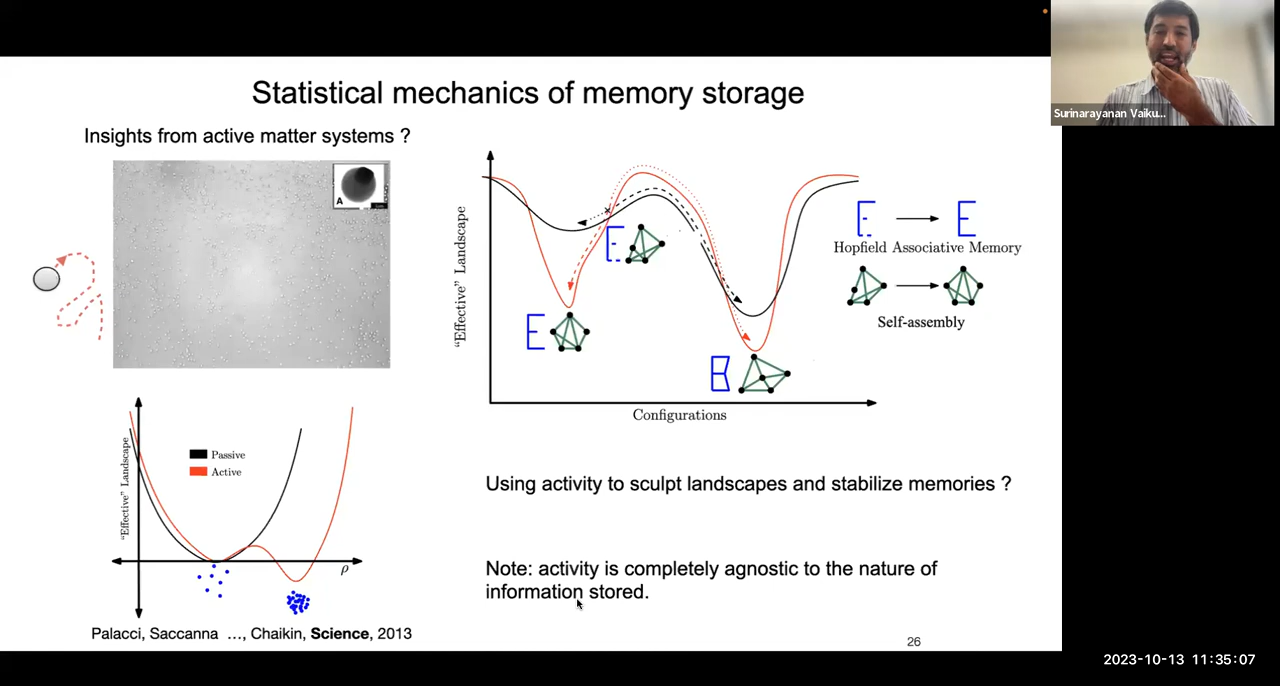 Statistical mechanics of memory storage
Insights from active matter systems ?
A
"Effective" Landscape
Configurations
Hopfield Associative Memory
Self-assembly
Surinarayanan Vaiku...
"Effective" Landscape
Passive
Active
ρ
Palacci, Saccanna ..., Chaikin, Science, 2013
Using activity to sculpt landscapes and stabilize memories ?
Note: activity is completely agnostic to the nature of
information stored.
26
2023-10-13 11:35:07